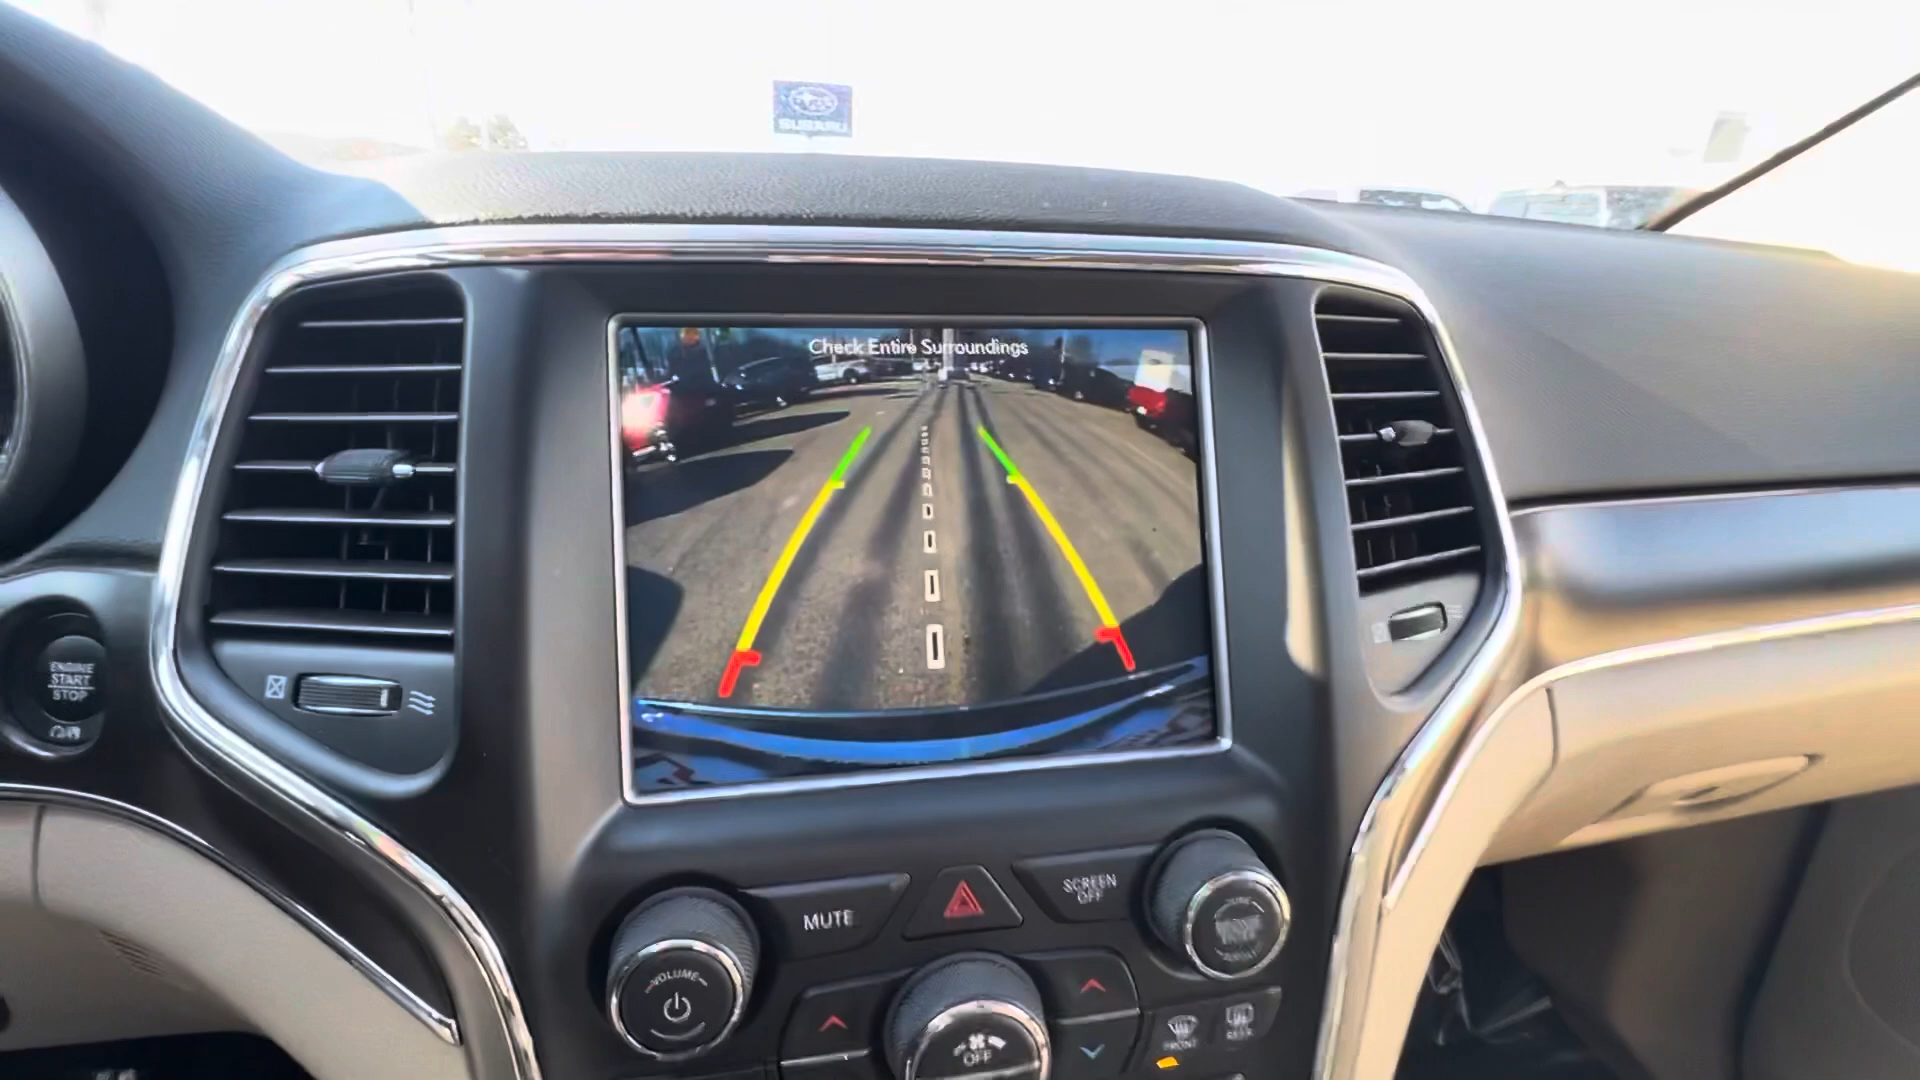 SUBARU
Check Entire Surroundings
ENGINE
START
STOP
MUTE
SCREEN
OFF
VOLUME
OFF
FRONT
REAR